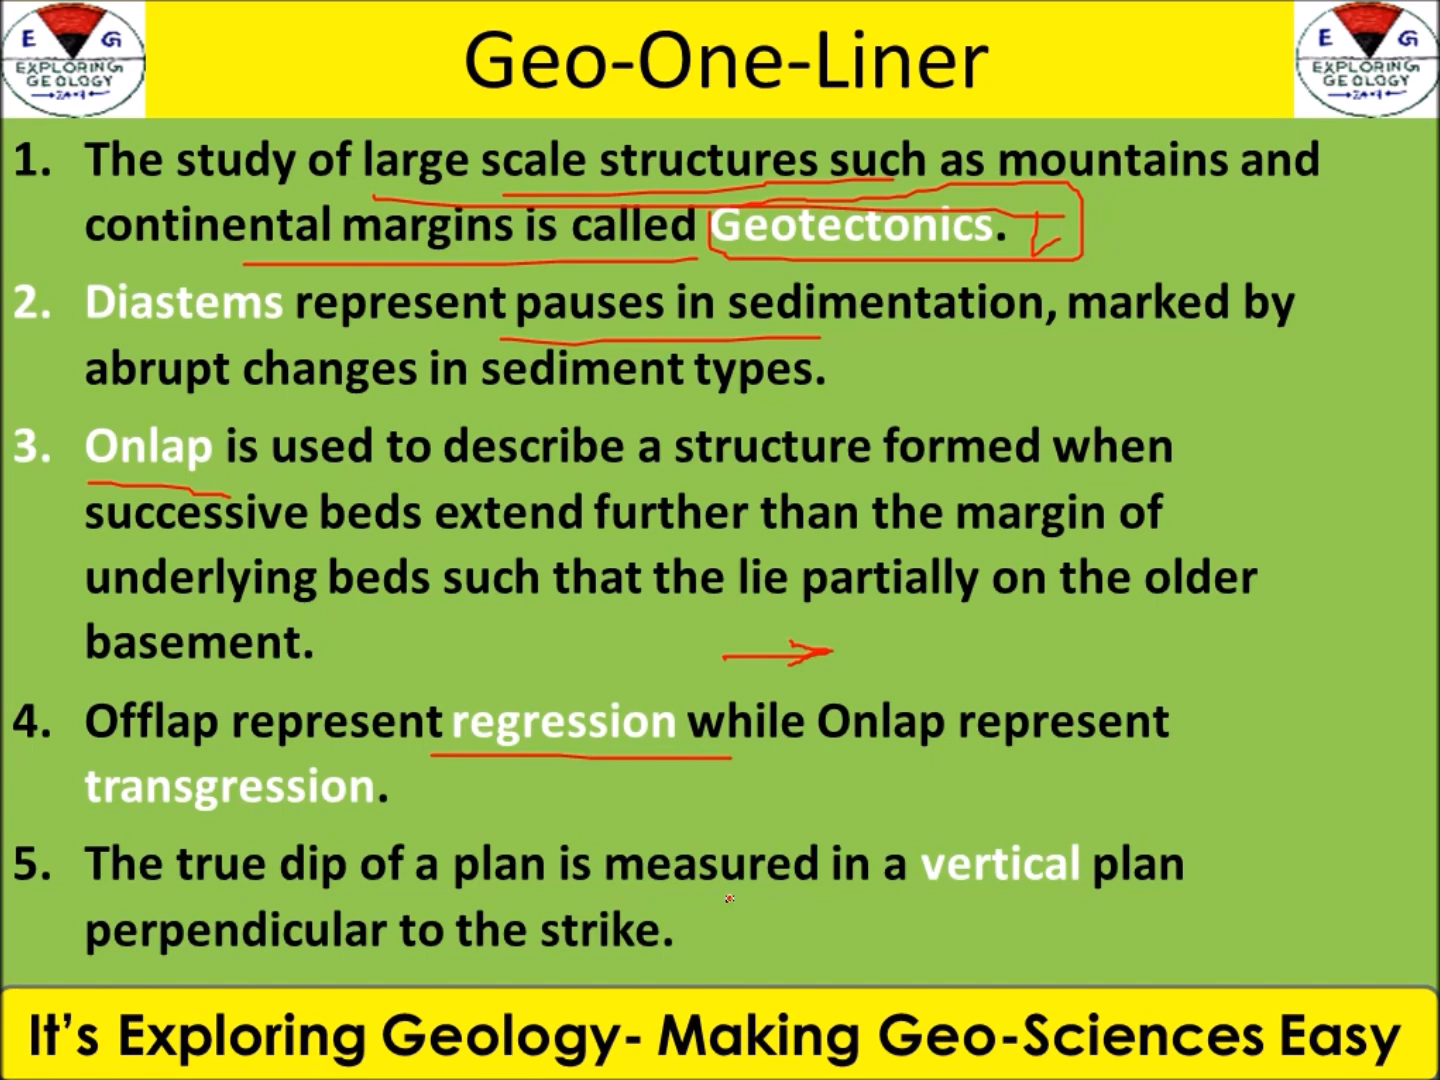 E G
EXPLORING
GEOLOGY
Geo-One-Liner
E G
EXPLORING
GEOLOGY
1. The study of large scale structures such as mountains and
continental margins is called Geotectonics.
2. Diastems represent pauses in sedimentation, marked by
abrupt changes in sediment types.
3. Onlap is used to describe a structure formed when
successive beds extend further than the margin of
underlying beds such that the lie partially on the older
basement.
4. Offlap represent regression while Onlap represent
transgression.
5. The true dip of a plan is measured in a vertical plan
perpendicular to the strike.
It's Exploring Geology- Making Geo-Sciences Easy